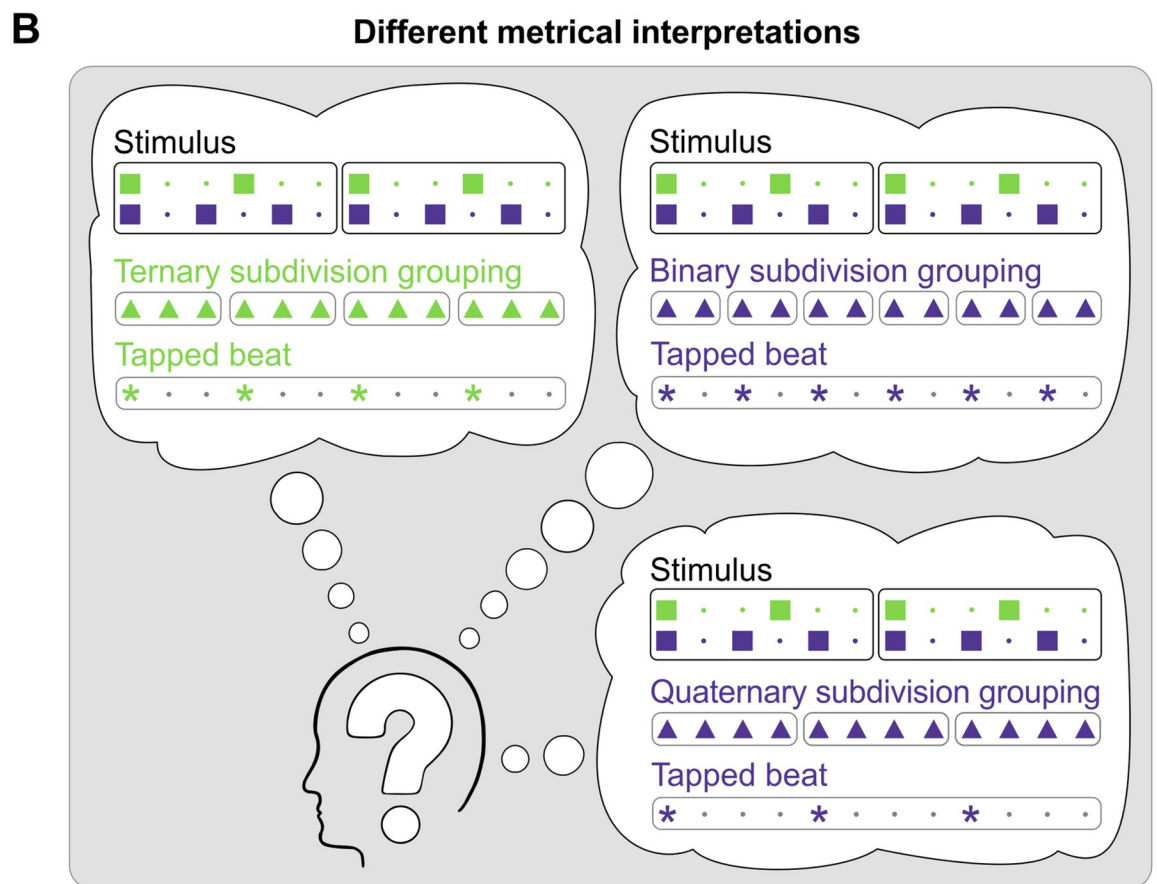 B
Different metrical interpretations
Stimulus
Ternary subdivision grouping
Tapped beat
* · · * · · * · · * · ·
Stimulus
Binary subdivision grouping
Tapped beat
* · * · * · * · * · * ·
Stimulus
Quaternary subdivision grouping
Tapped beat
* · · · * · · · * · · ·
?